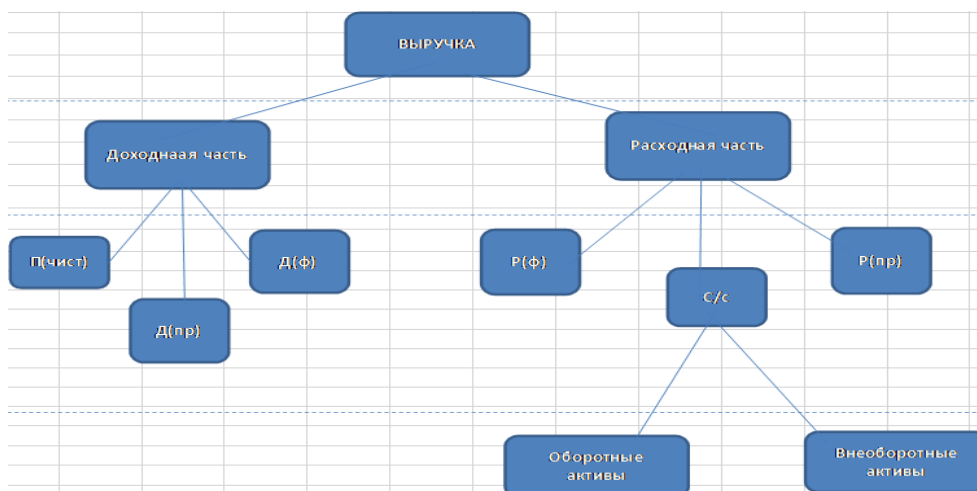 ВЫРУЧКА
Доходнаая часть
Расходная часть
П(чист)
Д(ф)
Р(ф)
Р(пр)
С/с
Д(пр)
Оборотные
активы
Внеоборотные
активы